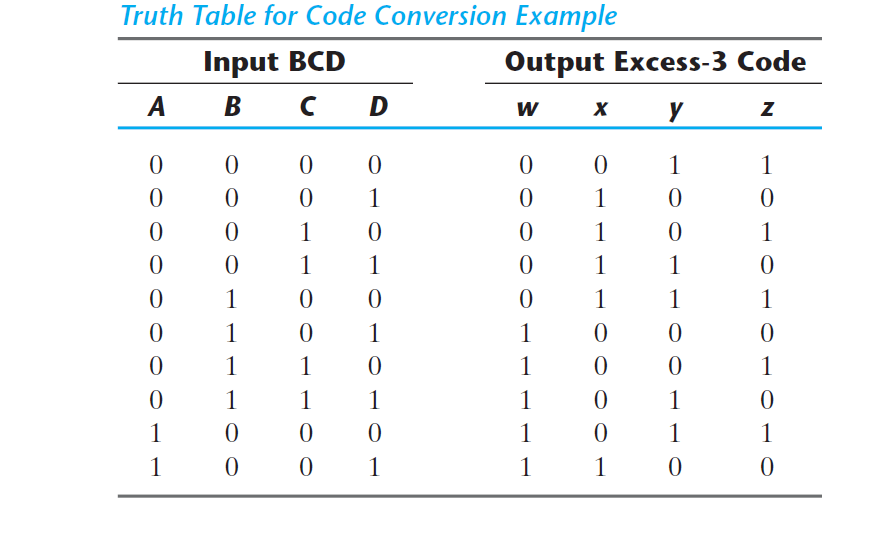 Truth Table for Code Conversion Example
Input BCD Output Excess-3 Code
A B C D w x y z
0 0 0 0 0 0 1 1
0 0 0 1 0 1 0 0
0 0 1 0 0 1 0 1
0 0 1 1 0 1 1 0
0 1 0 0 0 1 1 1
0 1 0 1 1 0 0 0
0 1 1 0 1 0 0 1
0 1 1 1 1 0 1 0
1 0 0 0 1 0 1 1
1 0 0 1 1 1 0 0